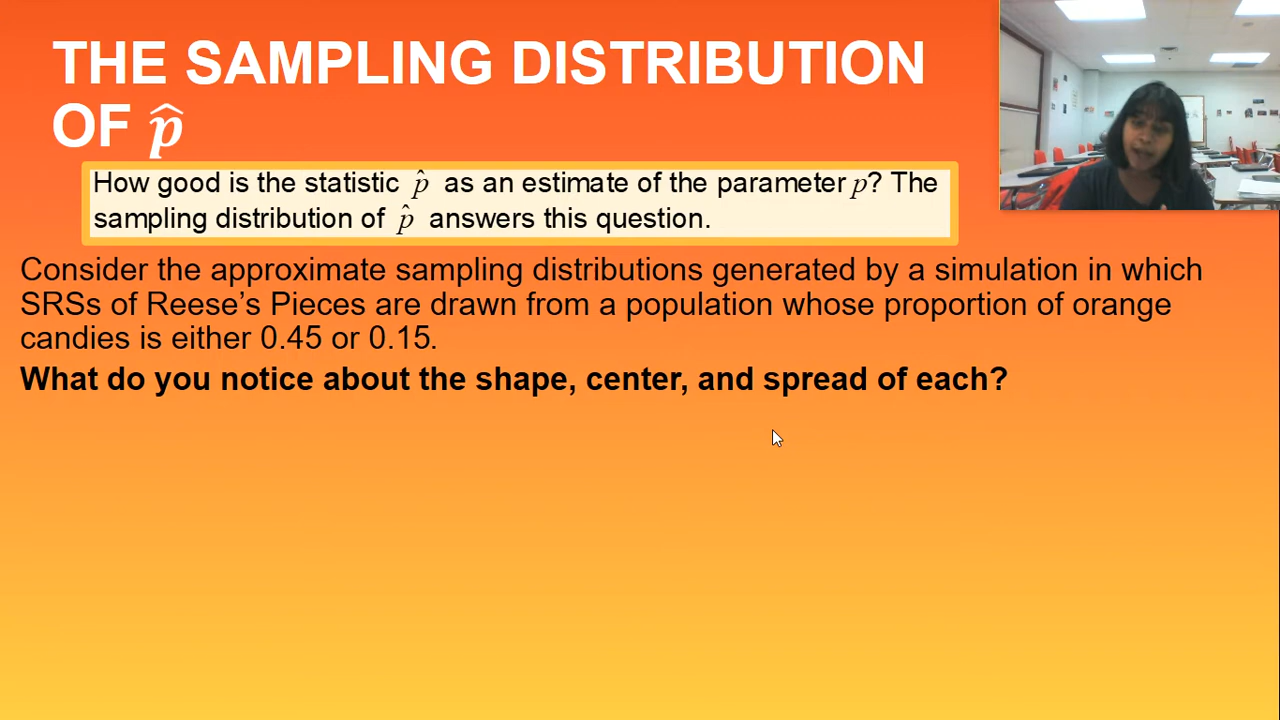 THE SAMPLING DISTRIBUTION
OF p̂
How good is the statistic p̂ as an estimate of the parameter p? The
sampling distribution of p̂ answers this question.
Consider the approximate sampling distributions generated by a simulation in which
SRSs of Reese’s Pieces are drawn from a population whose proportion of orange
candies is either 0.45 or 0.15.
What do you notice about the shape, center, and spread of each?